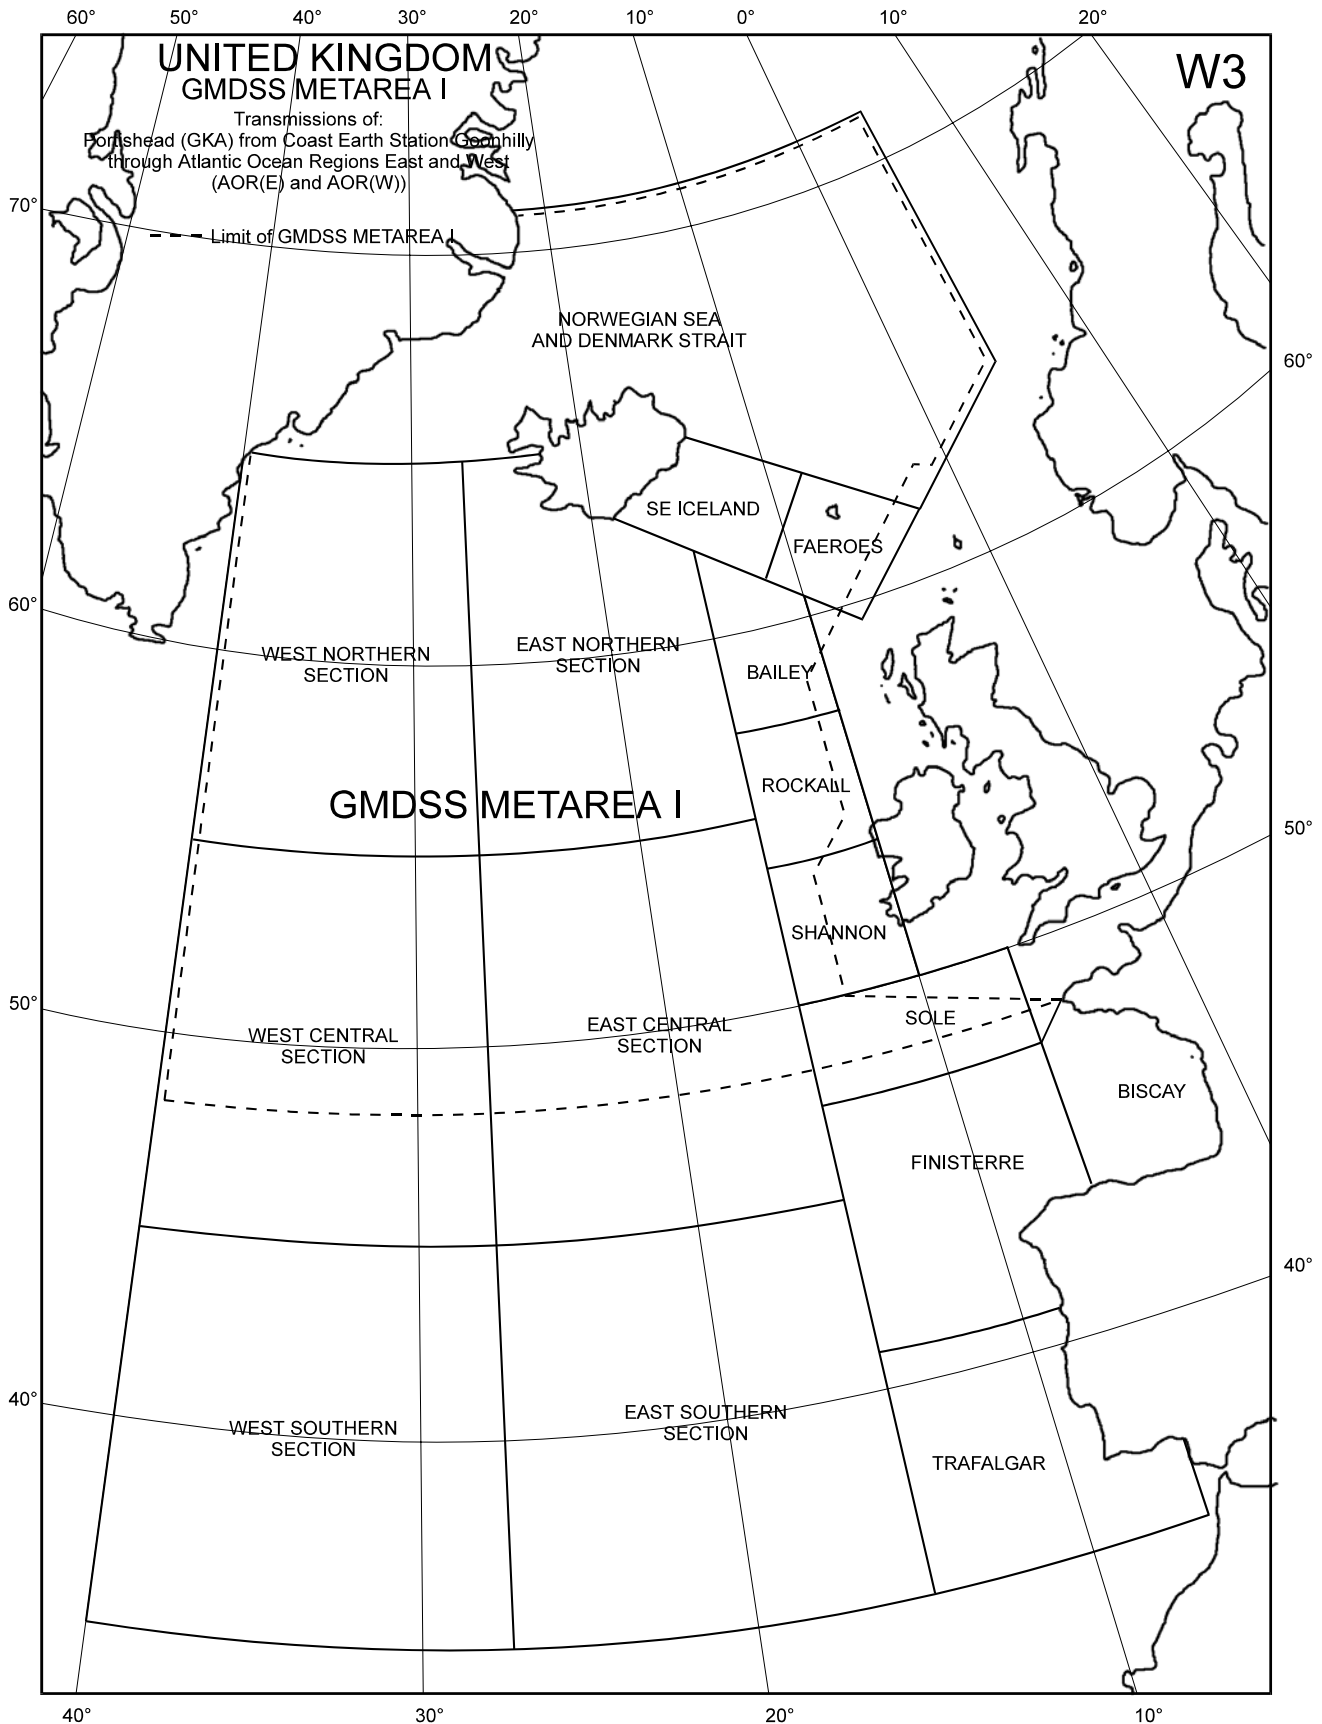 60° 50° 40° 30° 20° 10° 0° 10° 20°
UNITED KINGDOM
W3
GMDSS METAREA I
Transmissions of:
Portishead (GKA) from Coast Earth Station Goonhilly
through Atlantic Ocean Regions East and West
(AOR(E) and AOR(W))
70°
Limit of GMDSS METAREA I
NORWEGIAN SEA
AND DENMARK STRAIT
60°
SE ICELAND
FAEROES
60°
WEST NORTHERN
SECTION
EAST NORTHERN
SECTION
BAILEY
ROCKALL
GMDSS METAREA I
50°
SHANNON
50°
SOLE
WEST CENTRAL
SECTION
EAST CENTRAL
SECTION
BISCAY
FINISTERRE
40°
40°
WEST SOUTHERN
SECTION
EAST SOUTHERN
SECTION
TRAFALGAR
40° 30° 20° 10°